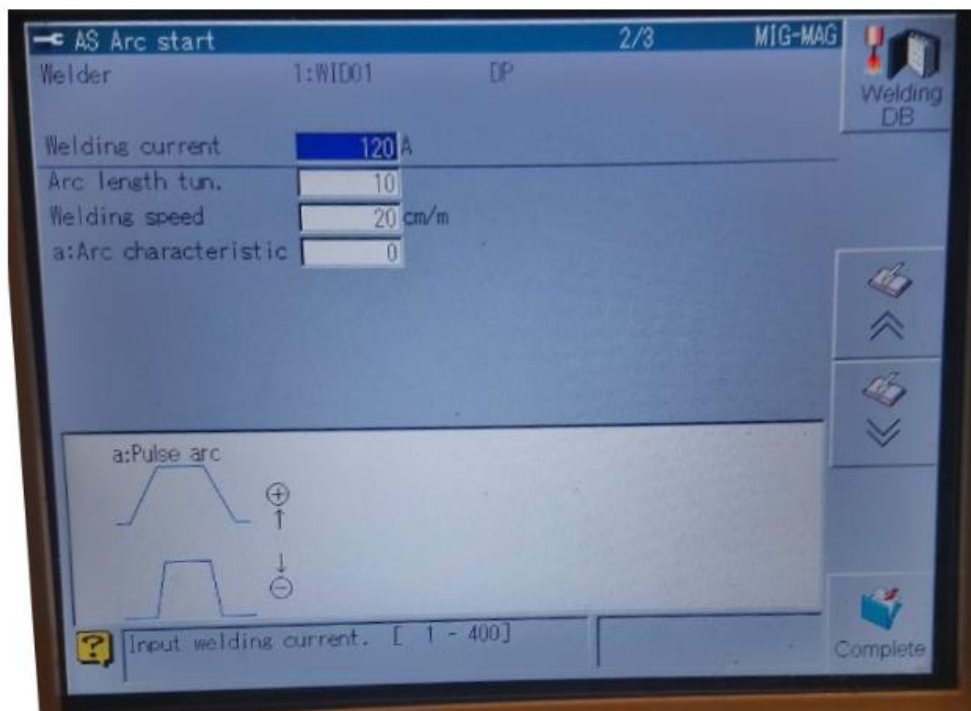 AS Arc start 2/3 MIG-MAG
Welder 1:WID01 DP
Welding DB
Welding current 120 A
Arc length tun. 10
Welding speed 20 cm/m
a:Arc characteristic 0
a:Pulse arc
Input welding current. [ 1 - 400]
Complete